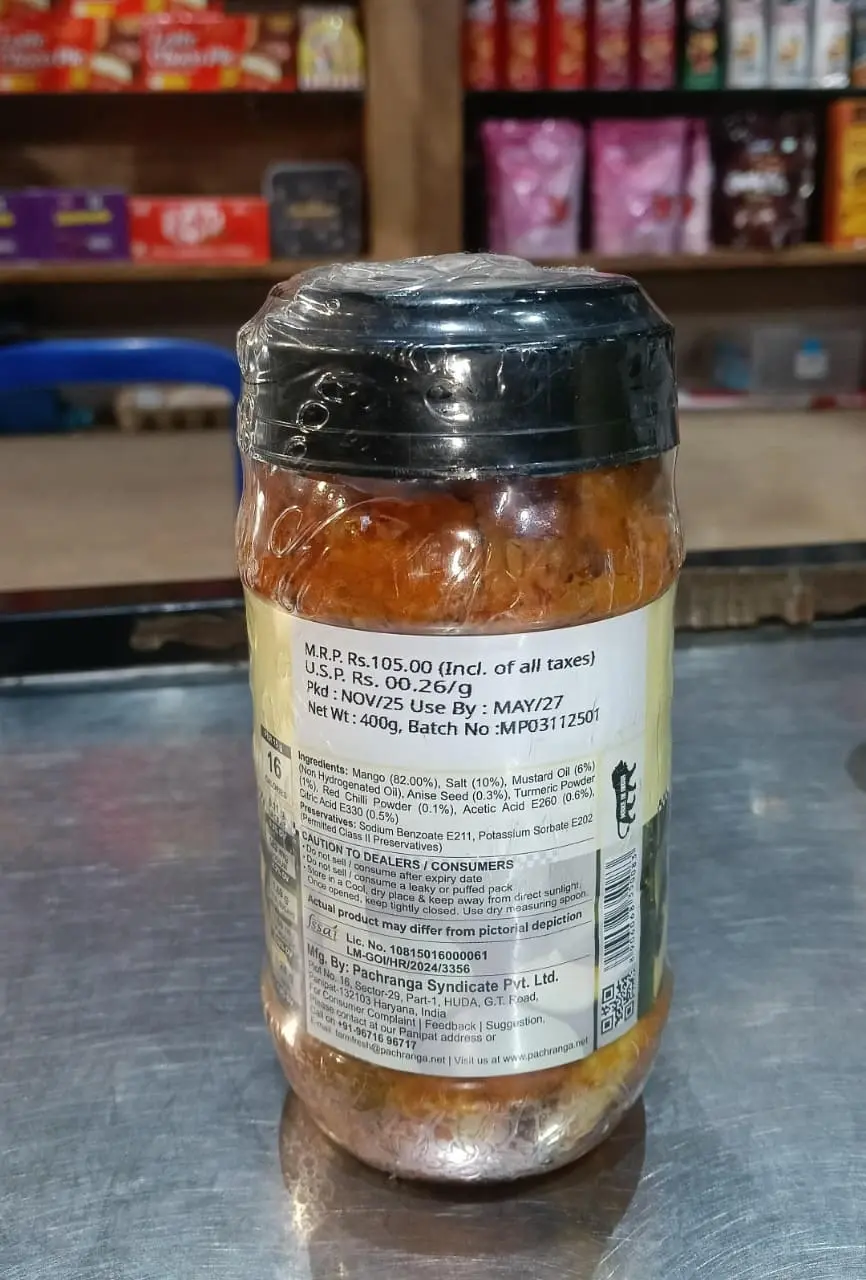 KitKat
M.R.P. Rs.105.00 (Incl. of all taxes)
U.S.P. Rs. 00.26/g
Pkd : NOV/25 Use By : MAY/27
Net Wt : 400g, Batch No :MP03112501
16
CALORIES
Ingredients: Mango (82.00%), Salt (10%), Mustard Oil (6%)
(Non Hydrogenated Oil), Anise Seed (0.3%), Turmeric Powder
(1%), Red Chilli Powder (0.1%), Acetic Acid E260 (0.6%),
Citric Acid E330 (0.5%)
Preservatives: Sodium Benzoate E211, Potassium Sorbate E202
(Permitted Class II Preservatives)
CAUTION TO DEALERS / CONSUMERS
• Do not sell / consume after expiry date
• Do not sell / consume a leaky or puffed pack
• Store in a Cool, dry place & keep away from direct sunlight.
Once opened, keep tightly closed. Use dry measuring spoon.
Actual product may differ from pictorial depiction
fssai
Lic. No. 10815016000061
LM-GOI/HR/2024/3356
Mfg. By: Pachranga Syndicate Pvt. Ltd.
Plot No. 16, Sector-29, Part-1, HUDA, G.T. Road,
Panipat-132103 Haryana, India
For Consumer Complaint | Feedback | Suggestion.
Please contact at our Panipat address or
Call on +91-96716 96717
E-mail: farmfresh@pachranga.net | Visit us at www.pachranga.net
MAKE IN INDIA